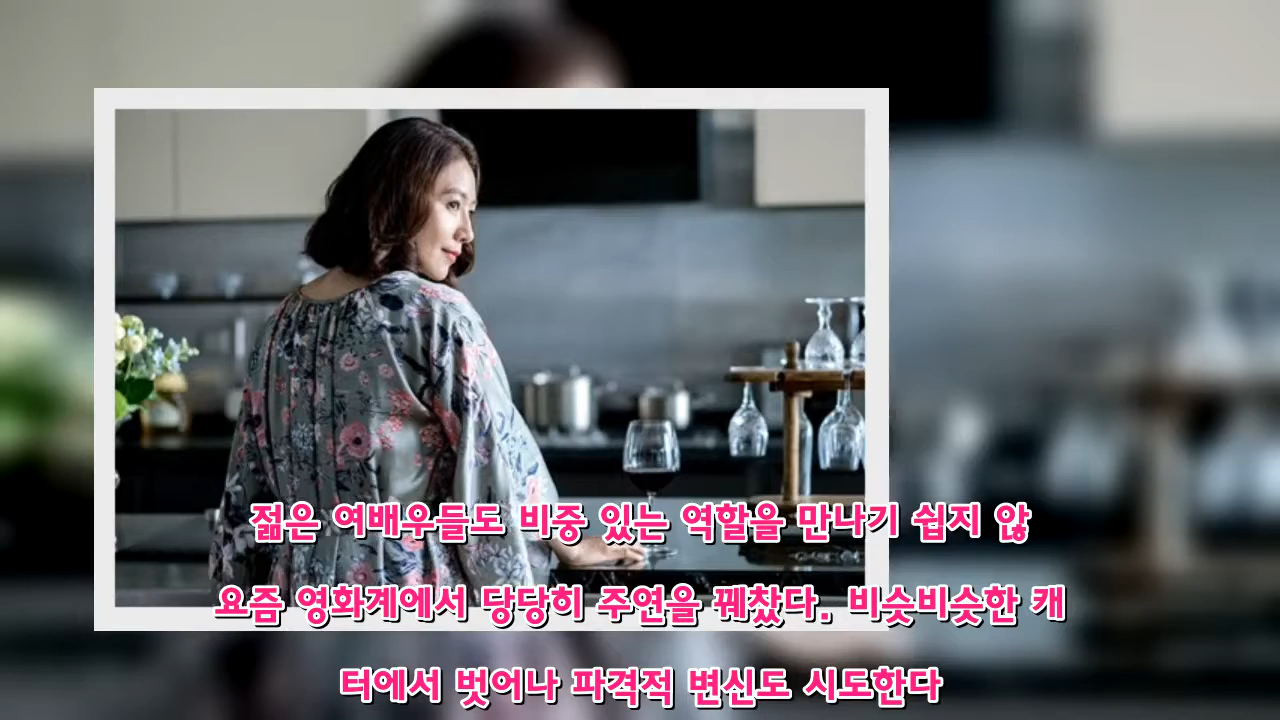 젊은 여배우들도 비중 있는 역할을 만나기 쉽지 않
요즘 영화계에서 당당히 주연을 꿰찼다. 비슷비슷한 캐
터에서 벗어나 파격적 변신도 시도한다